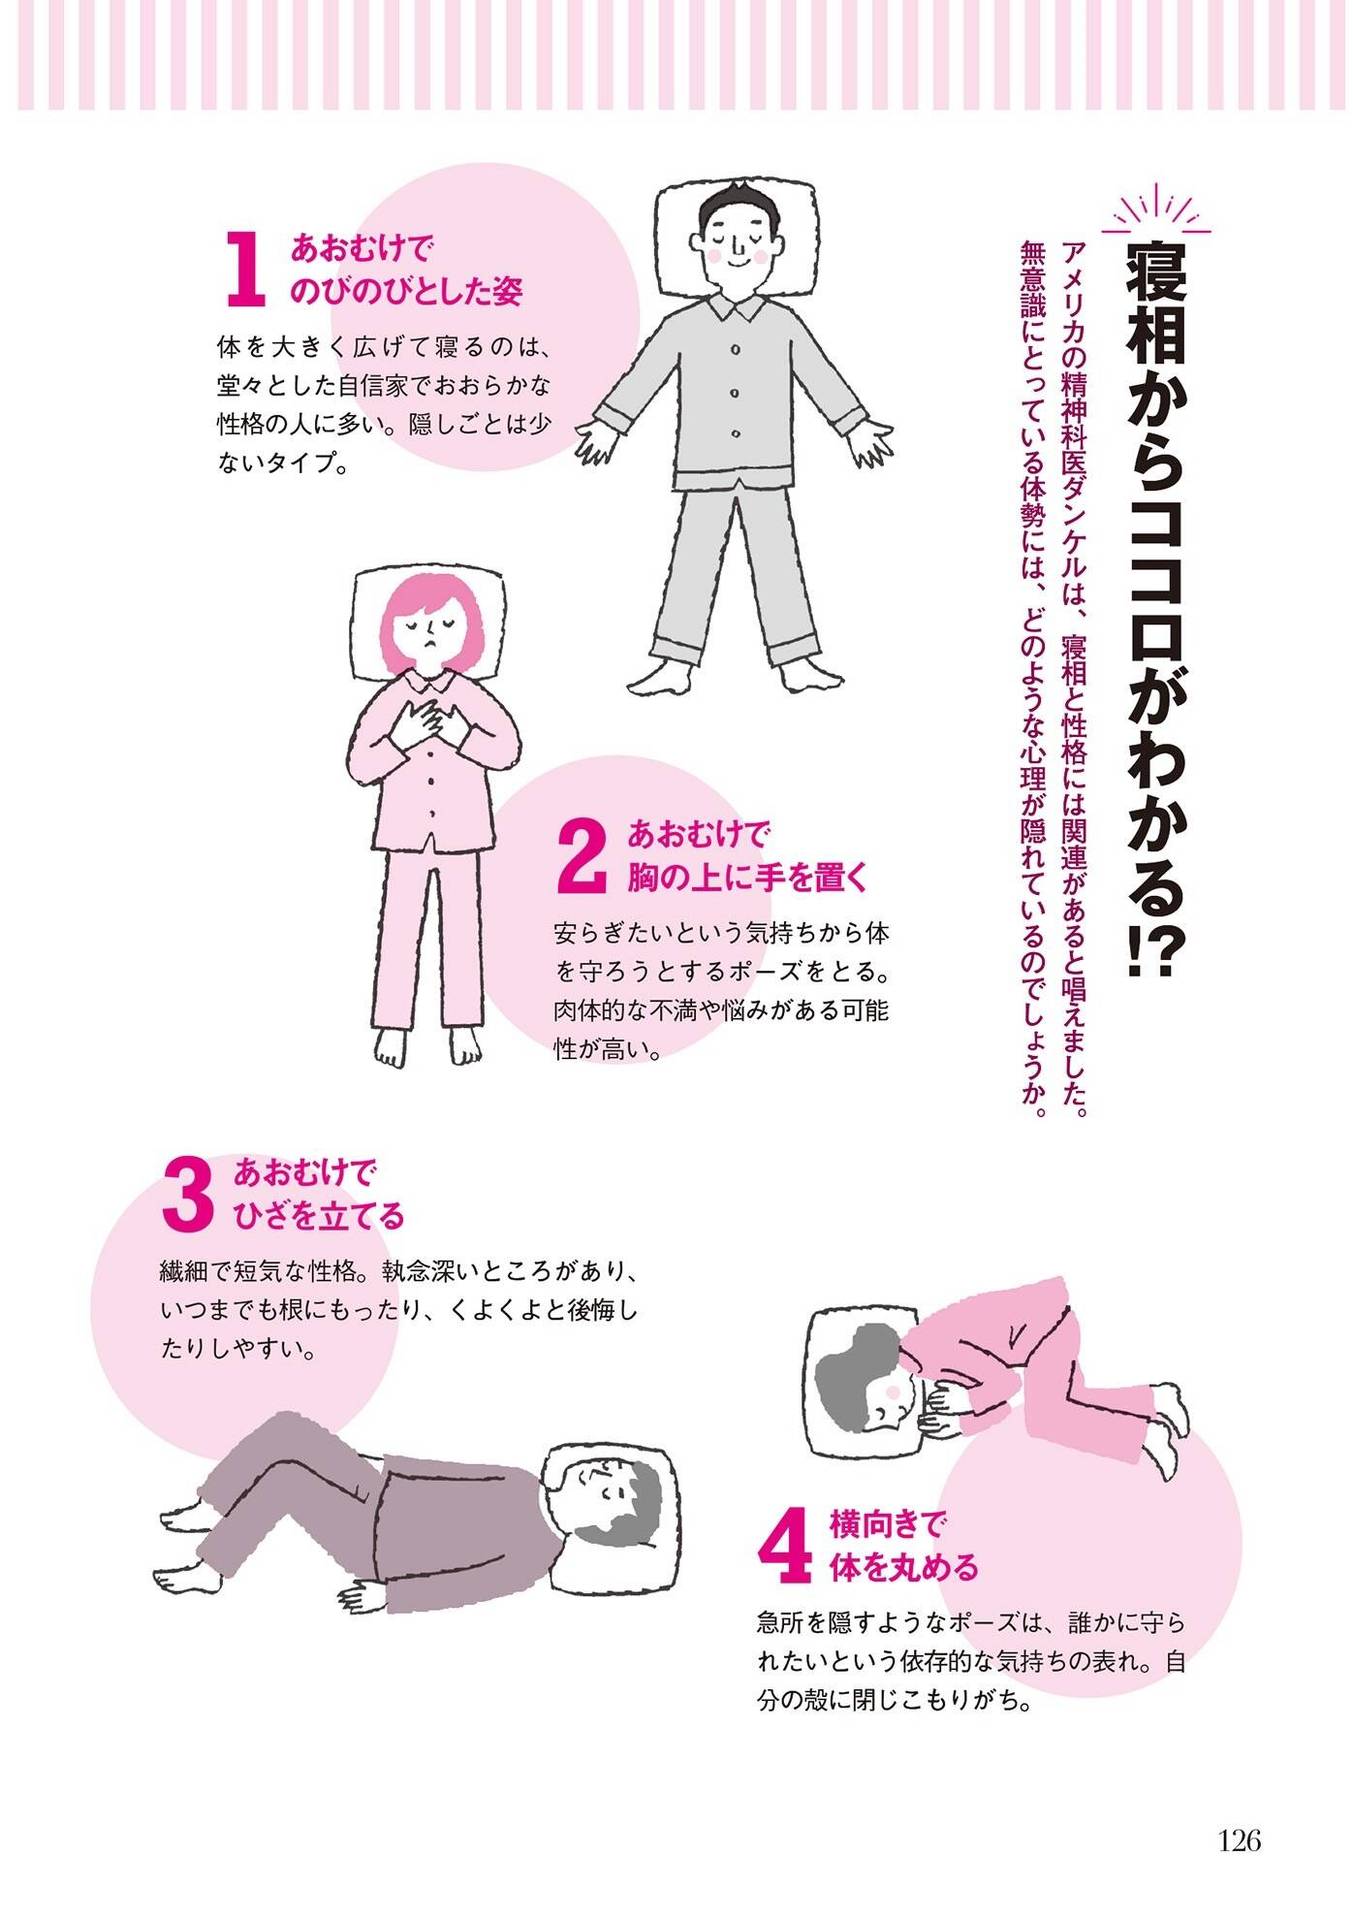 寝相からココロがわかる!?
アメリカの精神科医ダンケルは、寝相と性格には関連があると唱えました。
無意識にとっている体勢には、どのような心理が隠れているのでしょうか。
1
あおむけで
のびのびとした姿
体を大きく広げて寝るのは、
堂々とした自信家でおおらかな
性格の人に多い。隠しごとは少
ないタイプ。
2
あおむけで
胸の上に手を置く
安らぎたいという気持ちから体
を守ろうとするポーズをとる。
肉体的な不満や悩みがある可能
性が高い。
3
あおむけで
ひざを立てる
繊細で短気な性格。執念深いところがあり、
いつまでも根にもったり、くよくよと後悔し
たりしやすい。
4
横向きで
体を丸める
急所を隠すようなポーズは、誰かに守ら
れたいという依存的な気持ちの表れ。自
分の殻に閉じこもりがち。
126